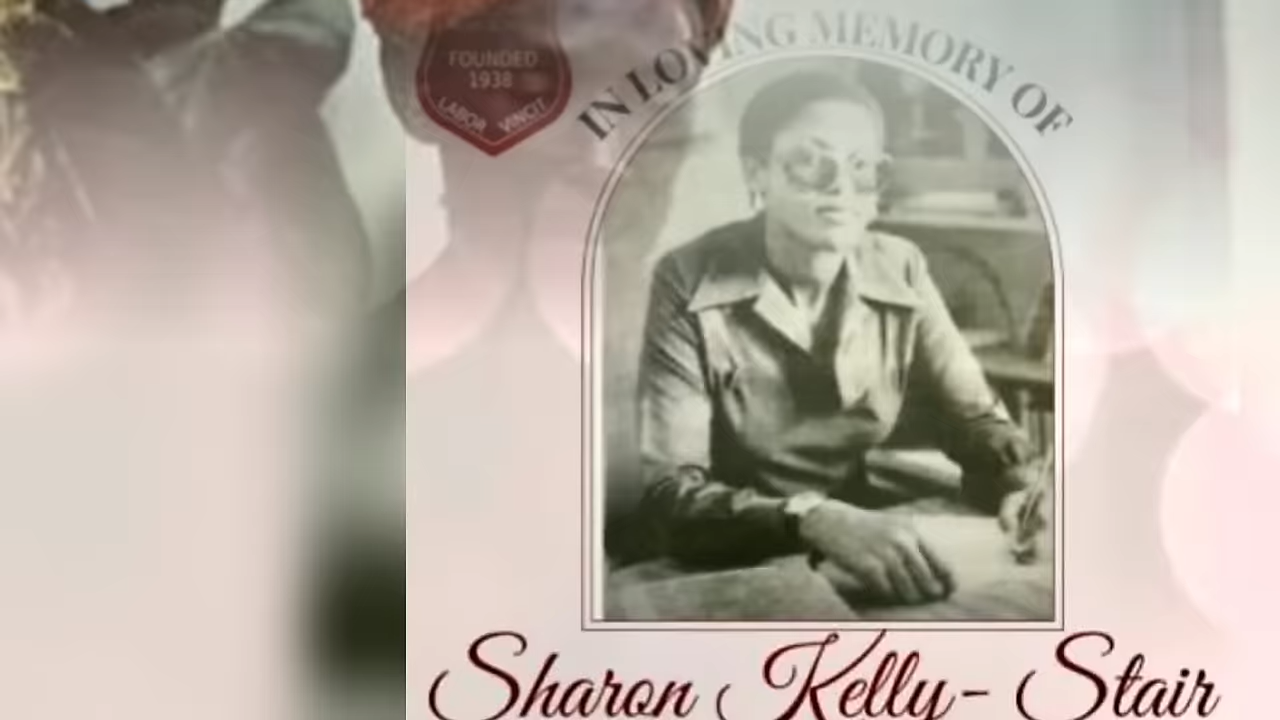 FOUNDED
1938
LABOR VINCIT
IN LOVING MEMORY OF
Sharon Kelly- Stair